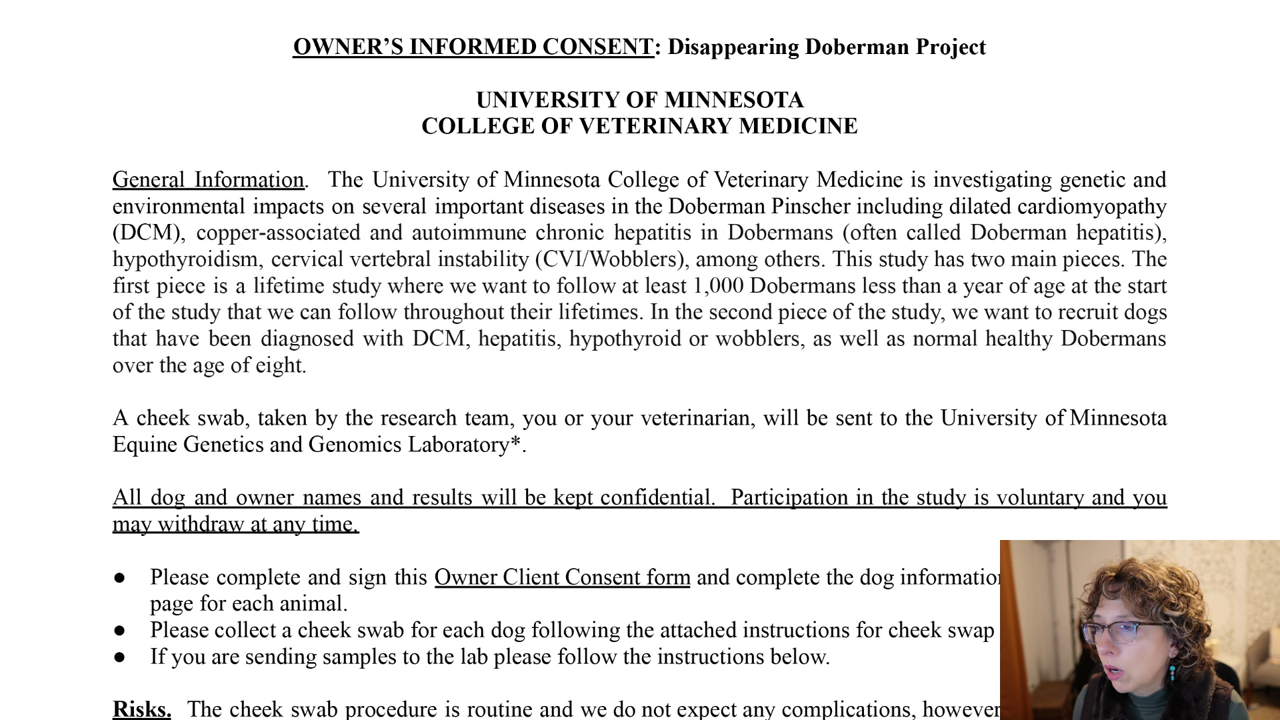 OWNER'S INFORMED CONSENT: Disappearing Doberman Project
UNIVERSITY OF MINNESOTA
COLLEGE OF VETERINARY MEDICINE
General Information. The University of Minnesota College of Veterinary Medicine is investigating genetic and
environmental impacts on several important diseases in the Doberman Pinscher including dilated cardiomyopathy
(DCM), copper-associated and autoimmune chronic hepatitis in Dobermans (often called Doberman hepatitis),
hypothyroidism, cervical vertebral instability (CVI/Wobblers), among others. This study has two main pieces. The
first piece is a lifetime study where we want to follow at least 1,000 Dobermans less than a year of age at the start
of the study that we can follow throughout their lifetimes. In the second piece of the study, we want to recruit dogs
that have been diagnosed with DCM, hepatitis, hypothyroid or wobblers, as well as normal healthy Dobermans
over the age of eight.
A cheek swab, taken by the research team, you or your veterinarian, will be sent to the University of Minnesota
Equine Genetics and Genomics Laboratory*.
All dog and owner names and results will be kept confidential. Participation in the study is voluntary and you
may withdraw at any time.
● Please complete and sign this Owner Client Consent form and complete the dog information
page for each animal.
● Please collect a cheek swab for each dog following the attached instructions for cheek swap
● If you are sending samples to the lab please follow the instructions below.
Risks. The cheek swab procedure is routine and we do not expect any complications, however